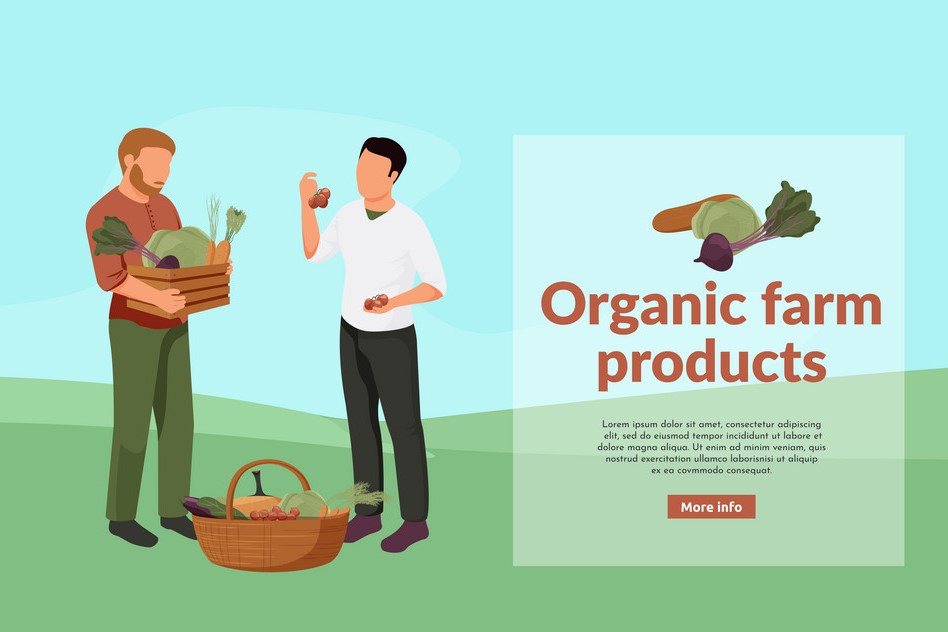 Organic farm
products
Lorem ipsum dolor sit amet, consectetur adipiscing
elit, sed do eiusmod tempor incididunt ut labore et
dolore magna aliqua. Ut enim ad minim veniam, quis
nostrud exercitation ullamco laborisnisi ut aliquip
ex ea covmmodo consequat.
More info